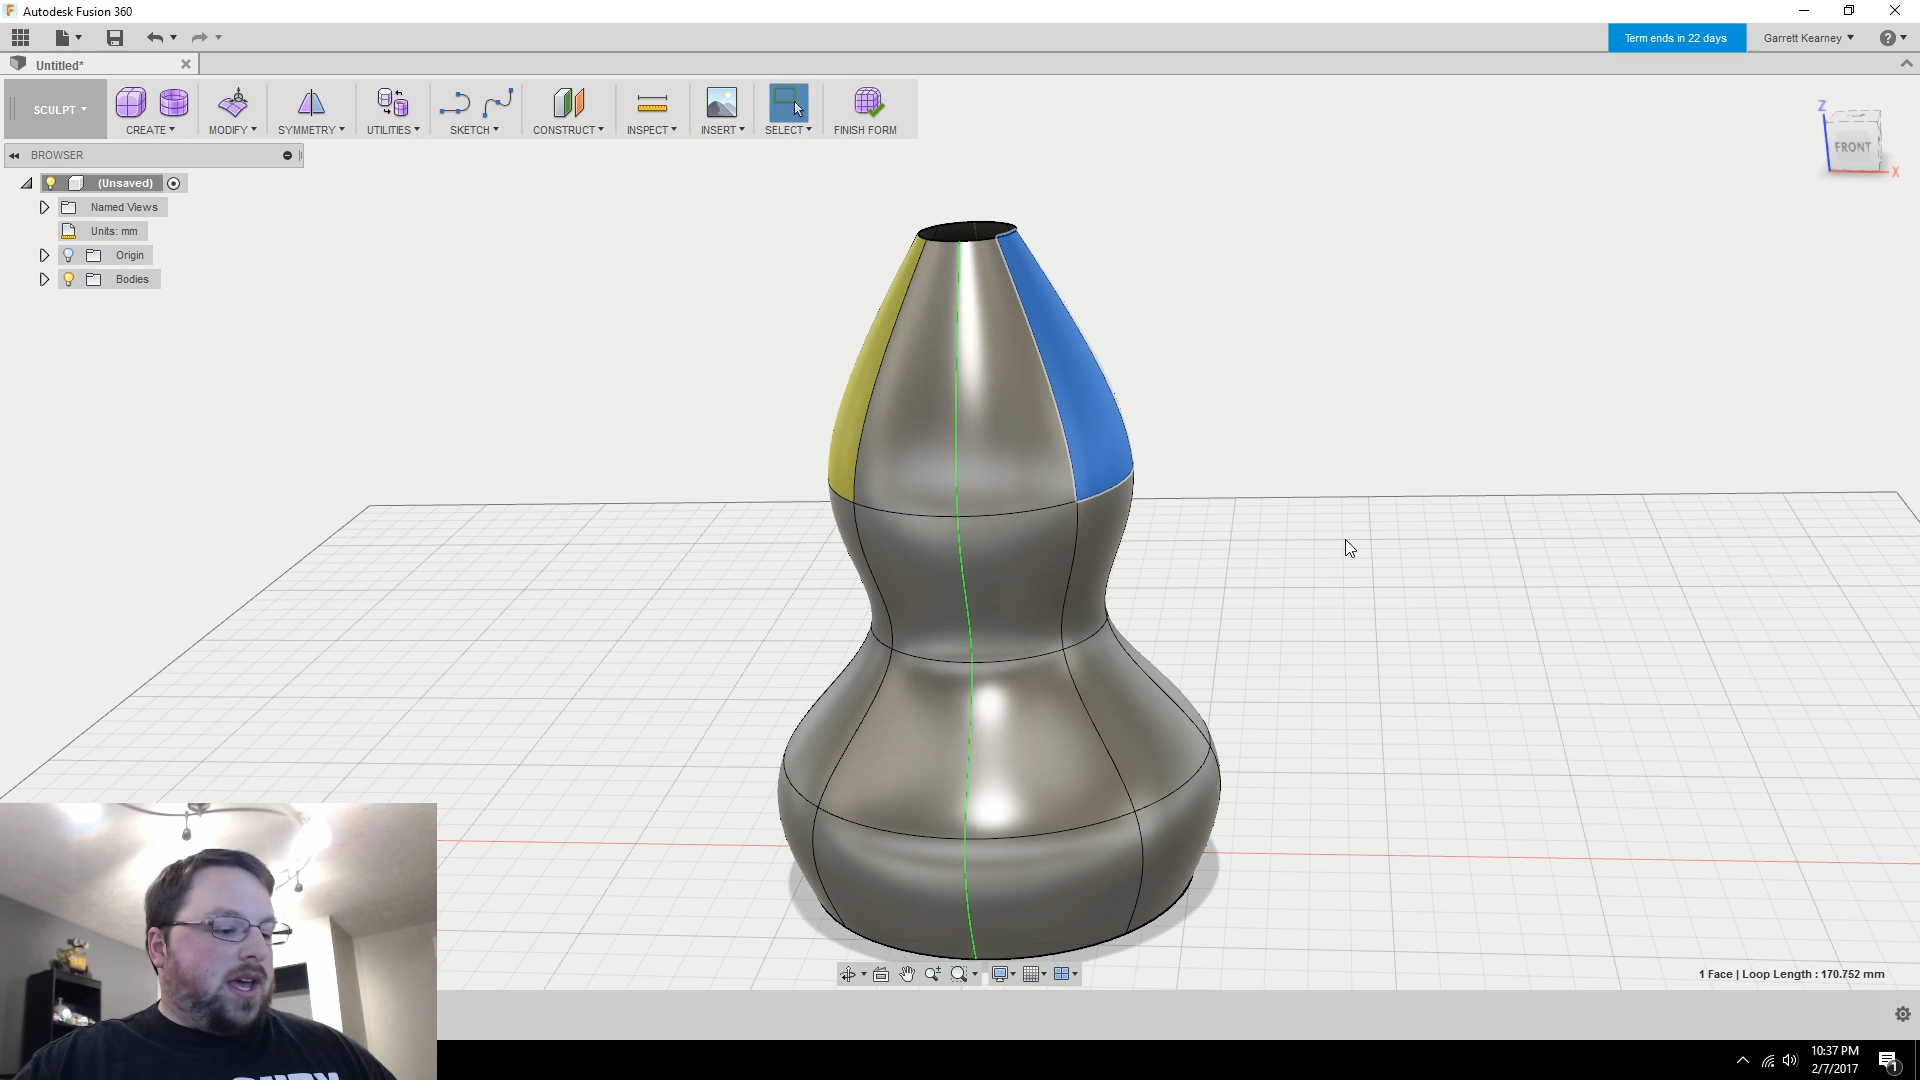 Autodesk Fusion 360
Term ends in 22 days
Garrett Kearney
Untitled*
SCULPT
CREATE
MODIFY
SYMMETRY
UTILITIES
SKETCH
CONSTRUCT
INSPECT
INSERT
SELECT
FINISH FORM
BROWSER
(Unsaved)
Named Views
Units: mm
Origin
Bodies
Z
FRONT
X
1 Face | Loop Length : 170.752 mm
10:37 PM
2/7/2017
1